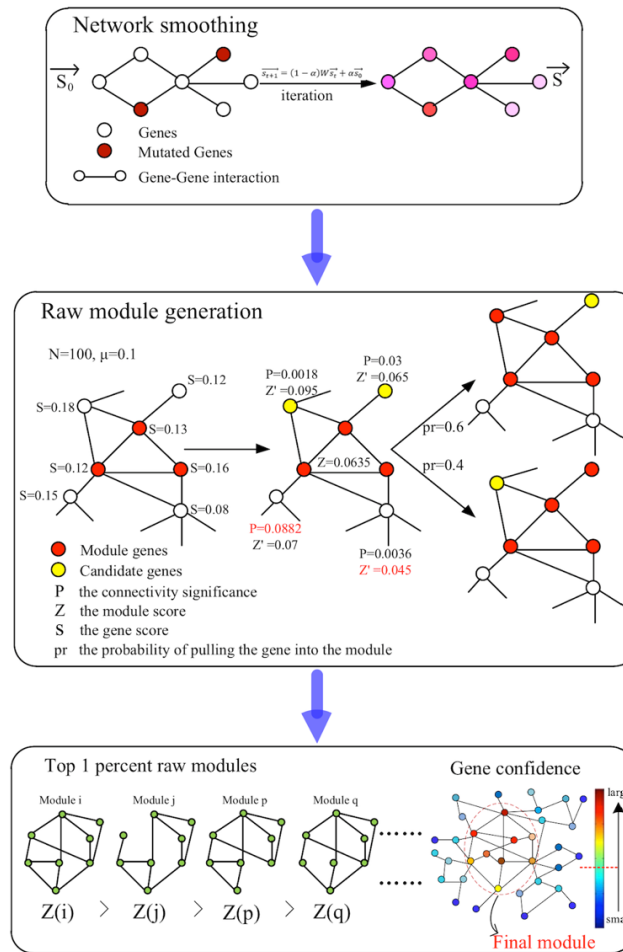 Network smoothing
S₀
s_{t+1} = (1−α)Ws_t + αs_0
iteration
S
Genes
Mutated Genes
Gene-Gene interaction
Raw module generation
N=100, μ=0.1
S=0.12
S=0.18
S=0.13
S=0.12
S=0.16
S=0.15
S=0.08
P=0.0018
Z'=0.095
P=0.03
Z'=0.065
Z=0.0635
P=0.0882
Z'=0.07
P=0.0036
Z'=0.045
pr=0.6
pr=0.4
Module genes
Candidate genes
P the connectivity significance
Z the module score
S the gene score
pr the probability of pulling the gene into the module
Top 1 percent raw modules
Gene confidence
Module i
Module j
Module p
Module q
......
......
Z(i) > Z(j) > Z(p) > Z(q)
larg
sma
Final module